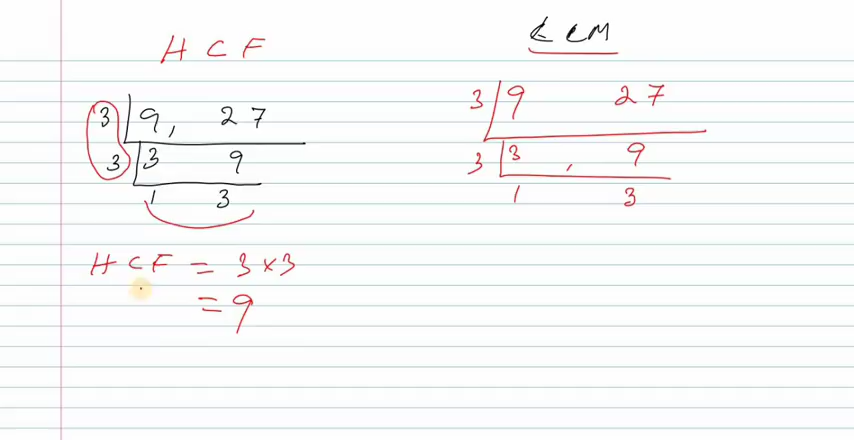 HCF
3 9, 27
3 3 9
1 3
HCF = 3 × 3
= 9
LCM
3 9 27
3 3 , 9
1 3